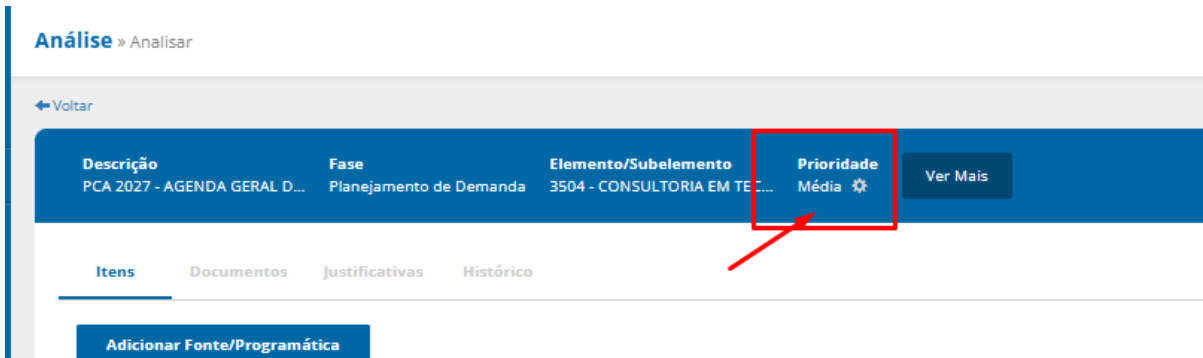 Análise » Analisar
Voltar
Descrição
PCA 2027 - AGENDA GERAL D...
Fase
Planejamento de Demanda
Elemento/Subelemento
3504 - CONSULTORIA EM TEC...
Prioridade
Média
Ver Mais
Itens Documentos Justificativas Histórico
Adicionar Fonte/Programática